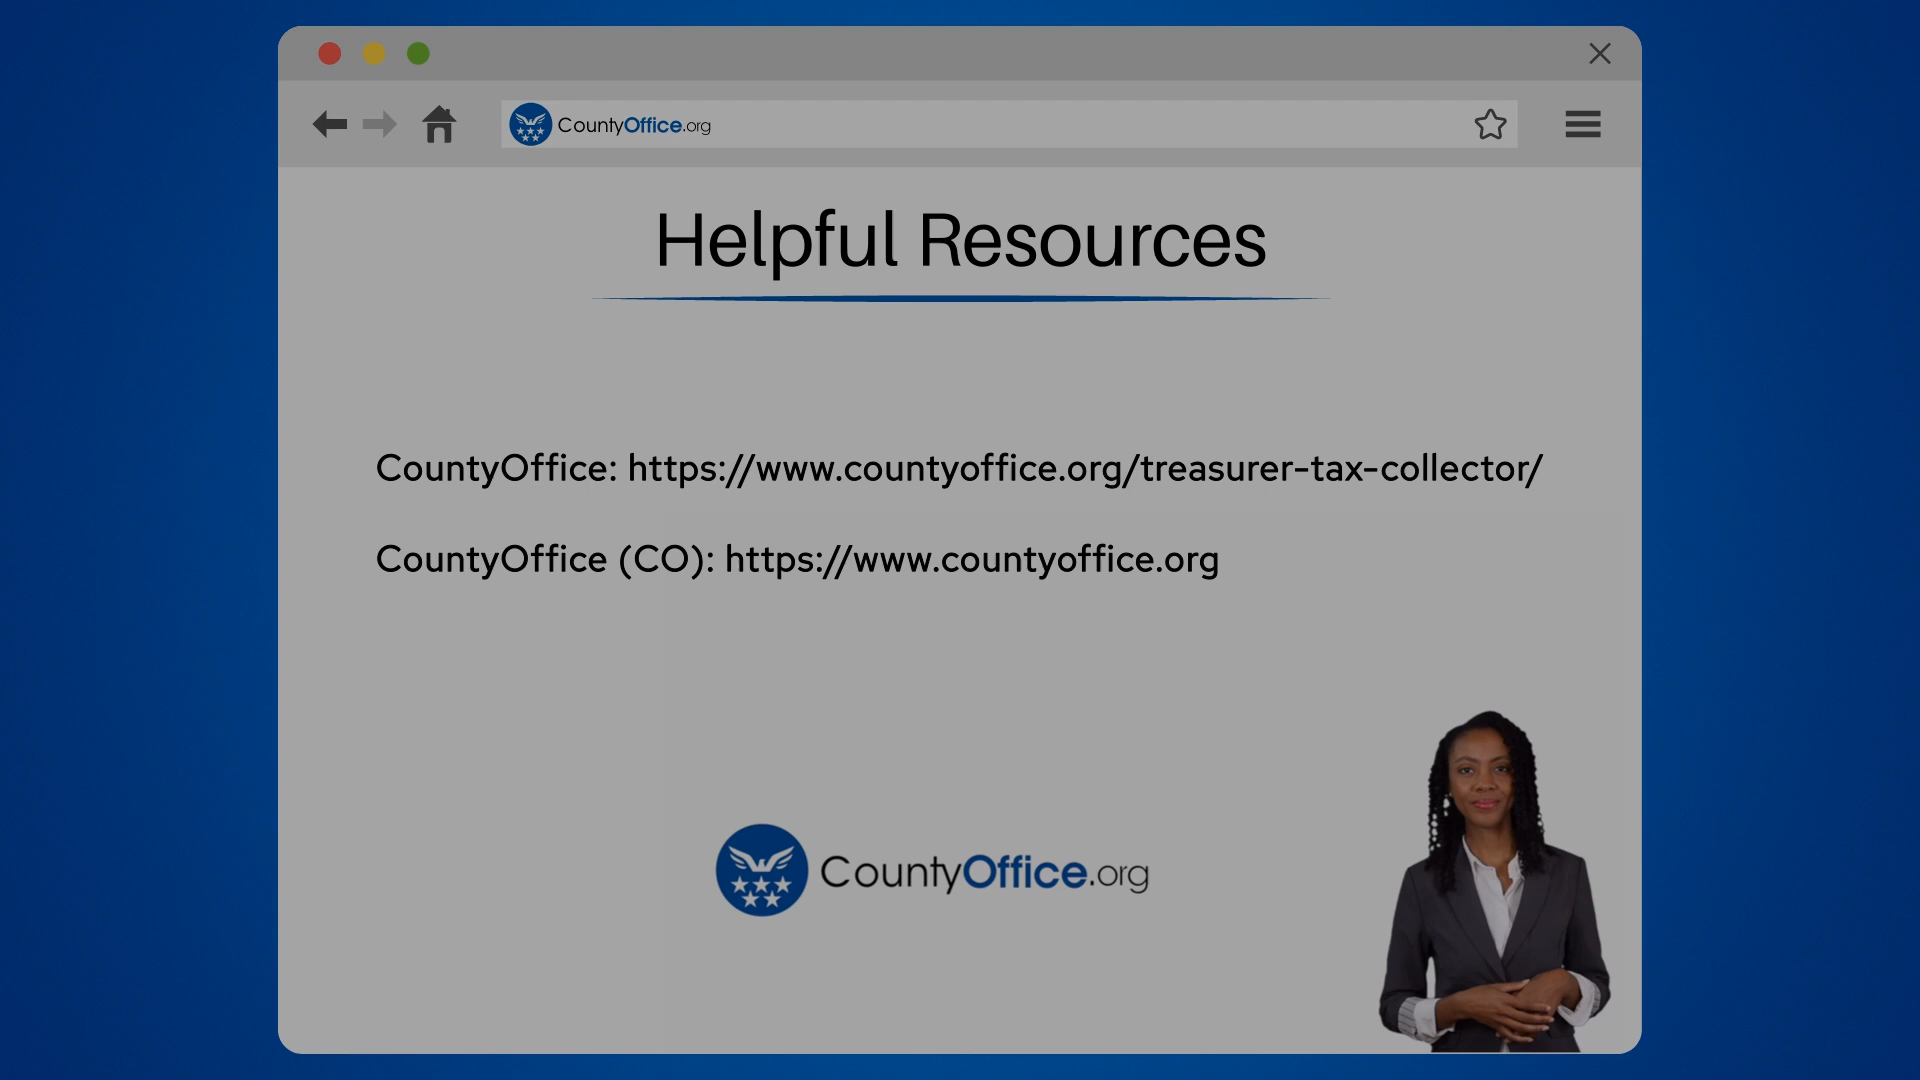 CountyOffice.org
Helpful Resources
CountyOffice: https://www.countyoffice.org/treasurer-tax-collector/
CountyOffice (CO): https://www.countyoffice.org
CountyOffice.org